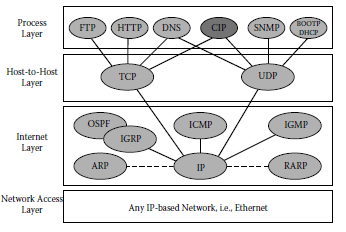 Process
Layer
FTP
HTTP
DNS
CIP
SNMP
BOOTP
DHCP
Host-to-Host
Layer
TCP
UDP
Internet
Layer
OSPF
IGRP
ICMP
IGMP
ARP
IP
RARP
Network Access
Layer
Any IP-based Network, i.e., Ethernet